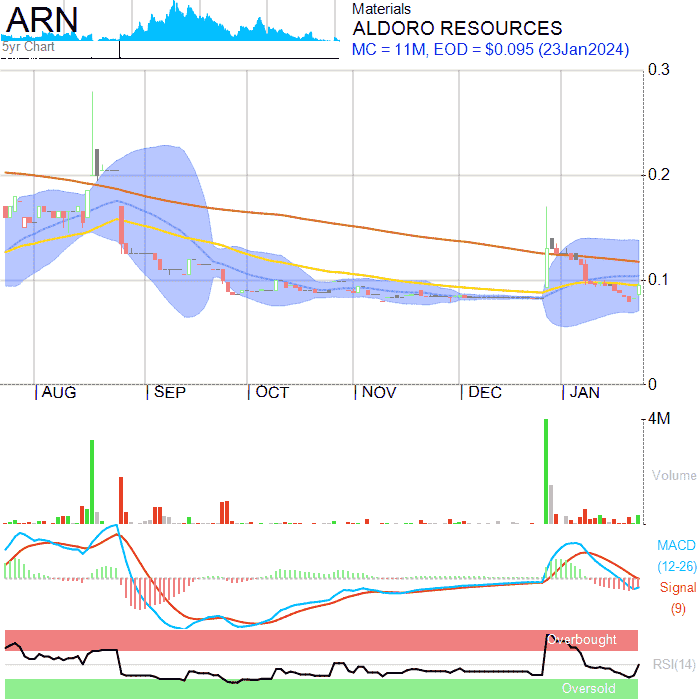 ARN
5yr Chart
Materials
ALDORO RESOURCES
MC = 11M, EOD = $0.095 (23Jan2024)
0.3
0.2
0.1
0
AUG SEP OCT NOV DEC JAN
4M
Volume
MACD
(12-26)
Signal
(9)
Overbought
RSI(14)
Oversold